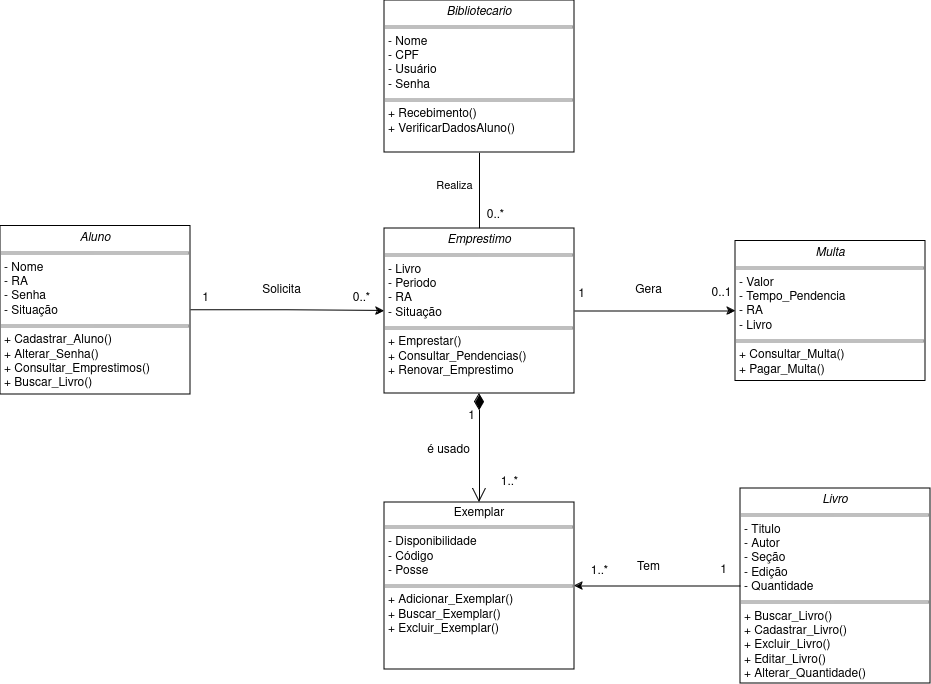 Bibliotecario
- Nome
- CPF
- Usuário
- Senha
+ Recebimento()
+ VerificarDadosAluno()
Realiza
0..*
Aluno
- Nome
- RA
- Senha
- Situação
+ Cadastrar_Aluno()
+ Alterar_Senha()
+ Consultar_Emprestimos()
+ Buscar_Livro()
1
Solicita
0..*
Emprestimo
- Livro
- Periodo
- RA
- Situação
+ Emprestar()
+ Consultar_Pendencias()
+ Renovar_Emprestimo
1
Gera
0..1
Multa
- Valor
- Tempo_Pendencia
- RA
- Livro
+ Consultar_Multa()
+ Pagar_Multa()
1
é usado
1..*
Exemplar
- Disponibilidade
- Código
- Posse
+ Adicionar_Exemplar()
+ Buscar_Exemplar()
+ Excluir_Exemplar()
1..*
Tem
1
Livro
- Titulo
- Autor
- Seção
- Edição
- Quantidade
+ Buscar_Livro()
+ Cadastrar_Livro()
+ Excluir_Livro()
+ Editar_Livro()
+ Alterar_Quantidade()